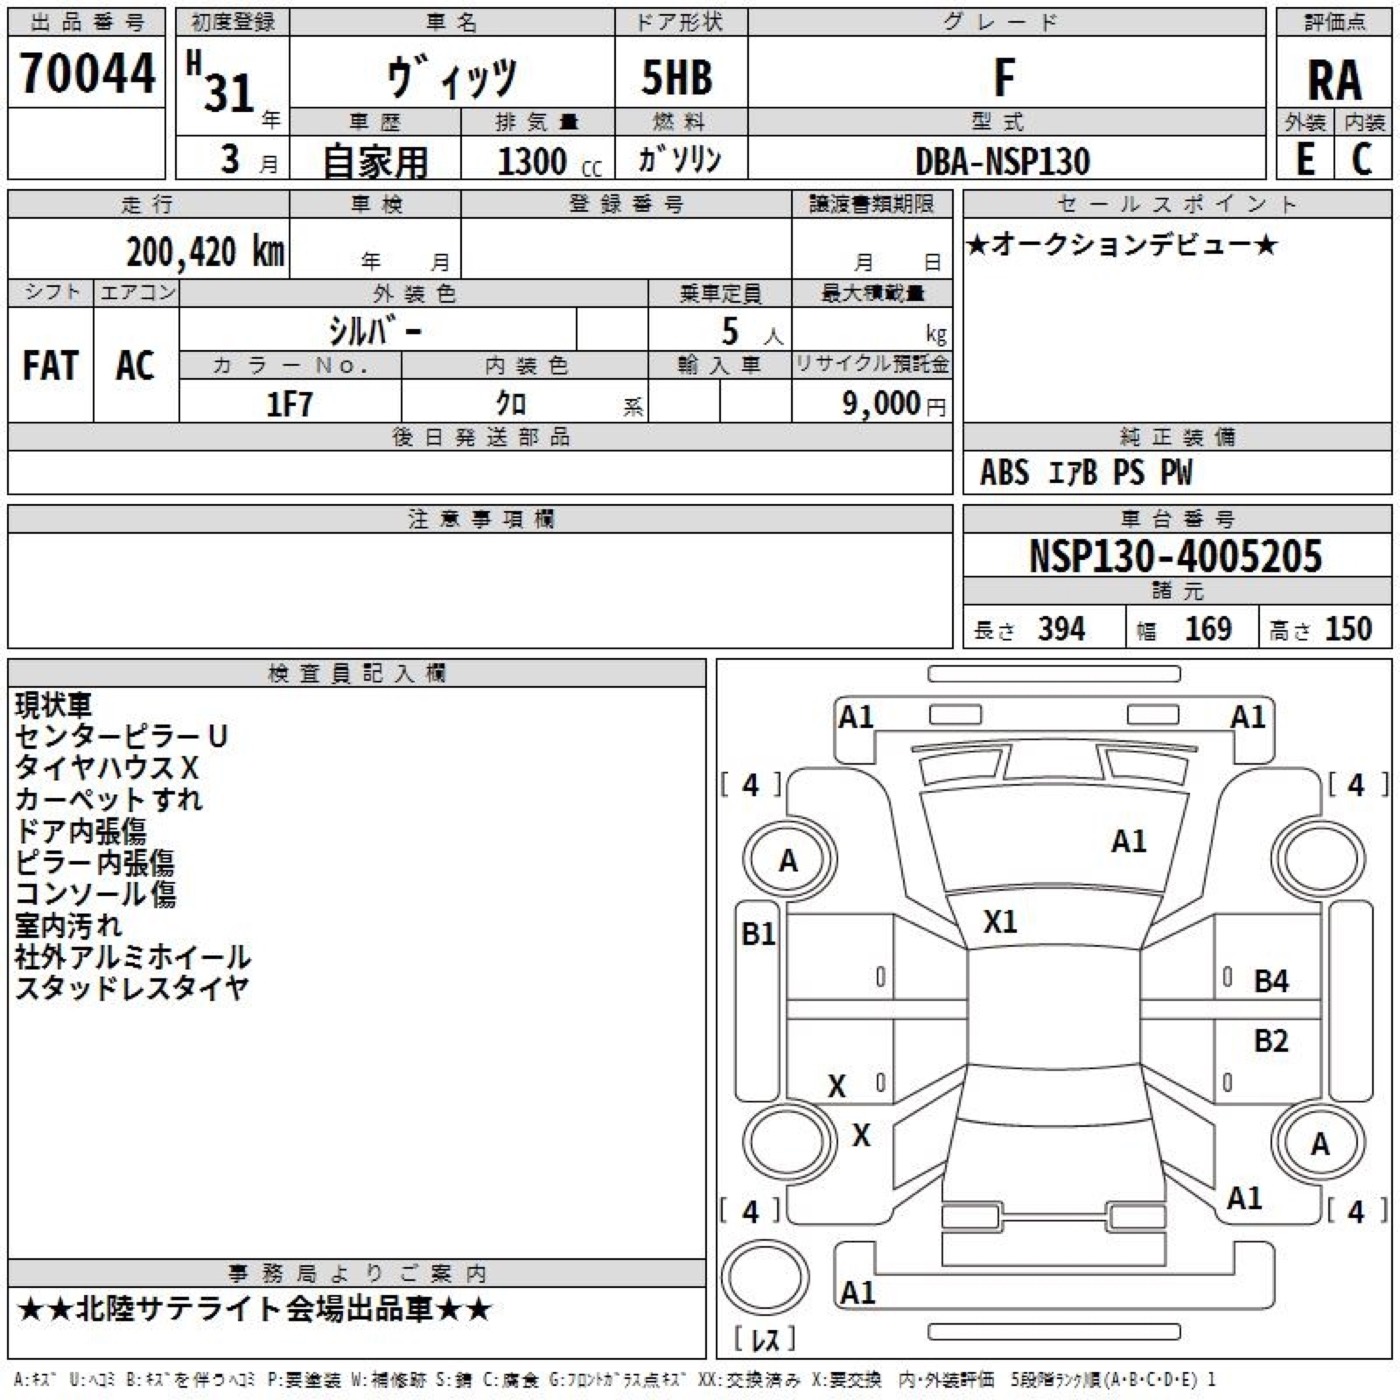 出品番号 初度登録 車名 ドア形状 グレード 評価点
70044 H31年 ヴィッツ 5HB F RA
車歴 排気量 燃料 型式 外装 内装
3月 自家用 1300 cc ガソリン DBA-NSP130 E C
走行 車検 登録番号 譲渡書類期限 セールスポイント
200,420 km 年 月 月 日 ★オークションデビュー★
シフト エアコン 外装色 乗車定員 最大積載量
FAT AC シルバー 5人 kg
カラーNo. 内装色 輸入車 リサイクル預託金
1F7 クロ 系 9,000円
後日発送部品 純正装備
ABS エアB PS PW
注意事項欄 車台番号
NSP130-4005205
諸元
長さ 394 幅 169 高さ 150
検査員記入欄
現状車
センターピラーU
タイヤハウスX
カーペットすれ
ドア内張傷
ピラー内張傷
コンソール傷
室内汚れ
社外アルミホイール
スタッドレスタイヤ
事務局よりご案内
★★北陸サテライト会場出品車★★
A1 A1
[ 4 ] [ 4 ]
A1
A
X1
B1
B4
B2
X
X
A
A1
[ 4 ] [ 4 ]
A1
[ レス ]
A:キズ U:ヘコミ B:キズを伴うヘコミ P:要塗装 W:補修跡 S:錆 C:腐食 G:フロントガラス点キズ XX:交換済み X:要交換 内・外装評価 5段階ランク順(A・B・C・D・E) 1